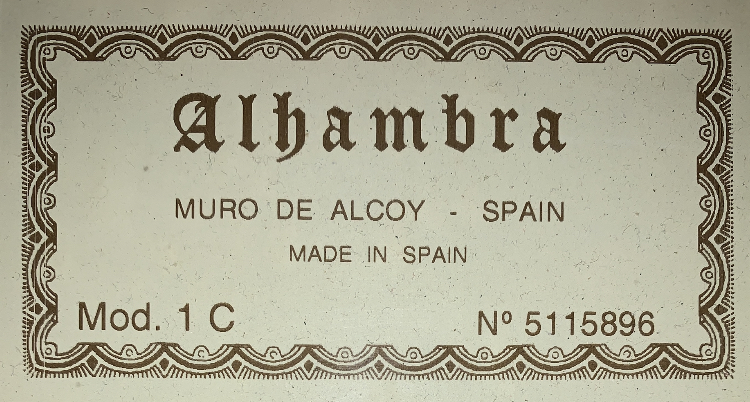 Alhambra
MURO DE ALCOY - SPAIN
MADE IN SPAIN
Mod. 1 C Nº 5115896